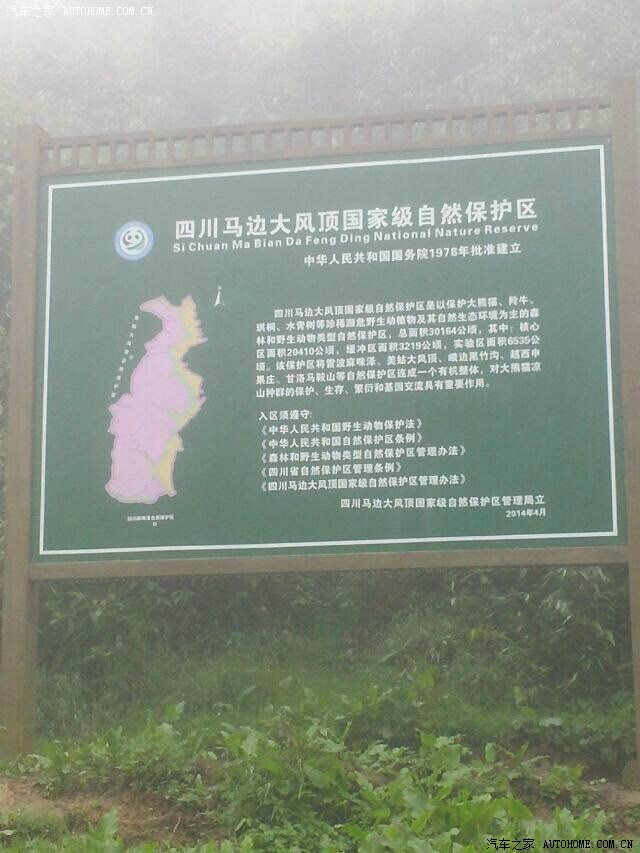 汽车之家 AUTOHOME.COM.CN
四川马边大风顶国家级自然保护区
Si Chuan Ma Bian Da Feng Ding National Nature Reserve
中华人民共和国国务院1978年批准建立
四川马边大风顶国家级自然保护区是以保护大熊猫、羚牛、
珙桐、水青树等珍稀濒危野生动植物及其自然生态环境为主的森
林和野生动物类型自然保护区，总面积30164公顷，其中：核心
区面积20410公顷，缓冲区面积3219公顷，实验区面积6535公
顷。该保护区将雷波麻咪泽、美姑大风顶、峨边黑竹沟、越西申
果庄、甘洛马鞍山等自然保护区连成一个有机整体，对大熊猫凉
山种群的保护、生存、繁衍和基因交流具有重要作用。
入区须遵守：
《中华人民共和国野生动物保护法》
《中华人民共和国自然保护区条例》
《森林和野生动物类型自然保护区管理办法》
《四川省自然保护区管理条例》
《四川马边大风顶国家级自然保护区管理办法》
四川马边大风顶国家级自然保护区管理局立
2014年4月
汽车之家 AUTOHOME.COM.CN